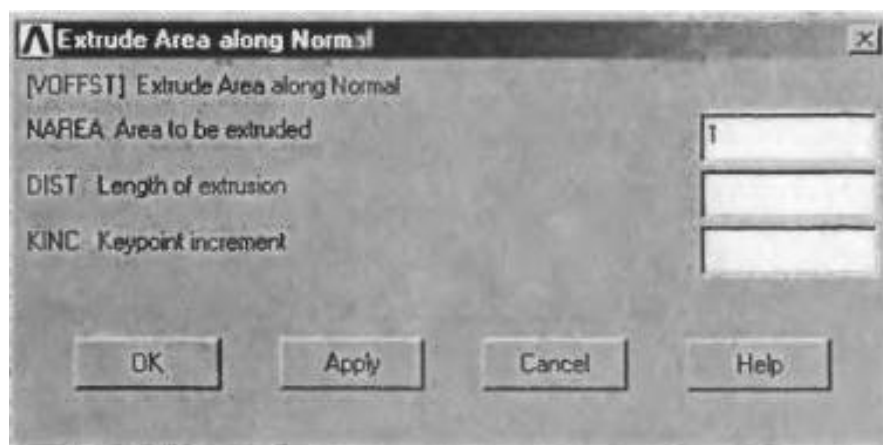 Extrude Area along Normal
[VOFFST] Extrude Area along Normal
NAREA Area to be extruded
1
DIST Length of extrusion
KINC Keypoint increment
OK Apply Cancel Help